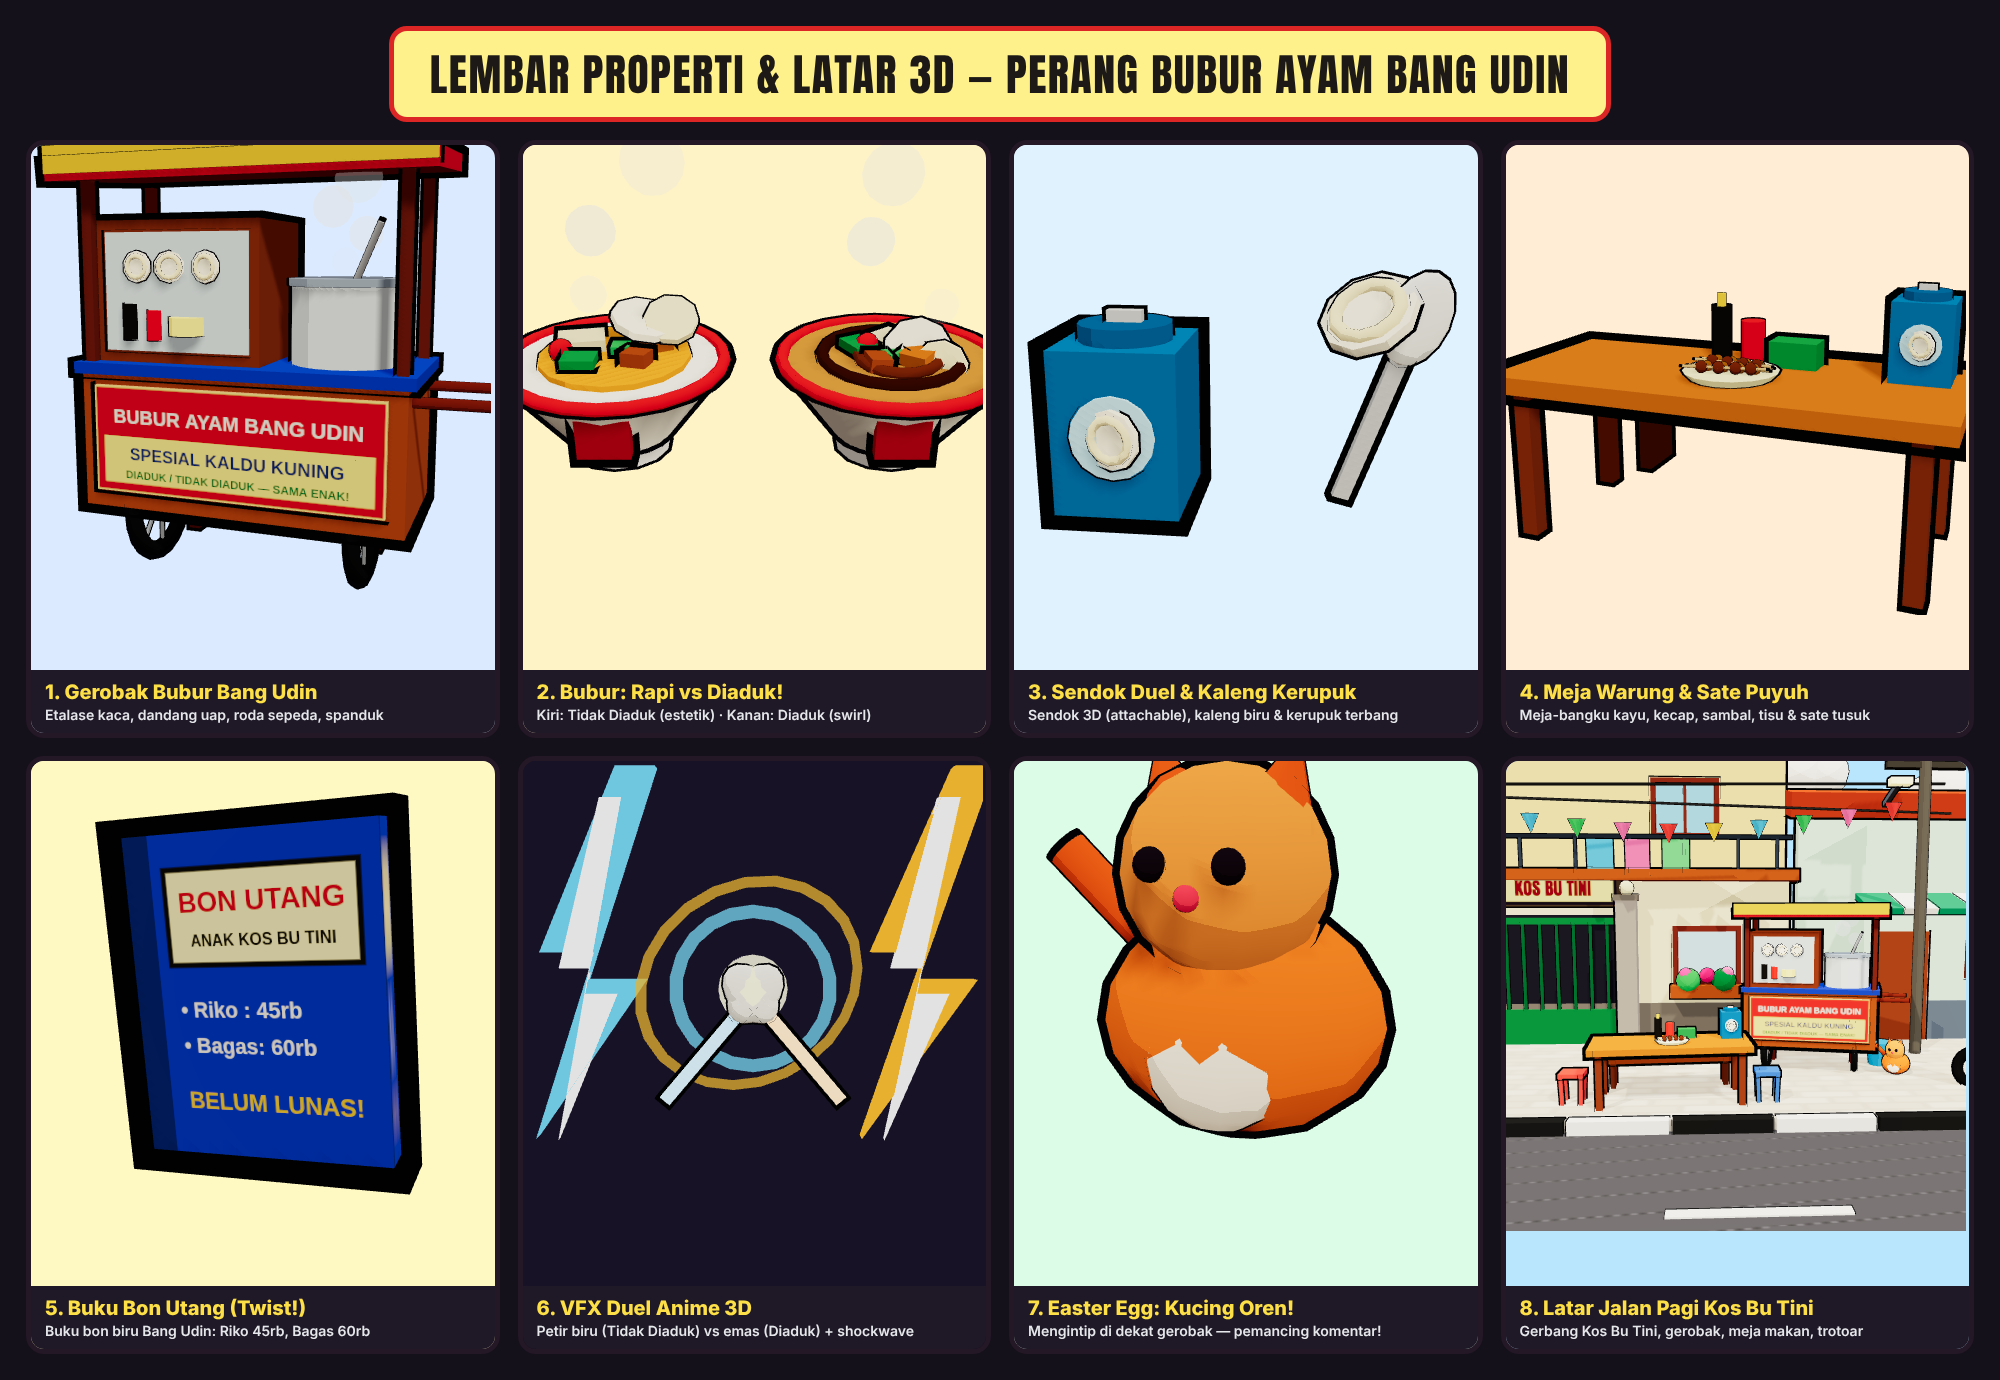 LEMBAR PROPERTI & LATAR 3D – PERANG BUBUR AYAM BANG UDIN
BUBUR AYAM BANG UDIN
SPESIAL KALDU KUNING
DIADUK / TIDAK DIADUK — SAMA ENAK!
1. Gerobak Bubur Bang Udin
Etalase kaca, dandang uap, roda sepeda, spanduk
2. Bubur: Rapi vs Diaduk!
Kiri: Tidak Diaduk (estetik) · Kanan: Diaduk (swirl)
3. Sendok Duel & Kaleng Kerupuk
Sendok 3D (attachable), kaleng biru & kerupuk terbang
4. Meja Warung & Sate Puyuh
Meja-bangku kayu, kecap, sambal, tisu & sate tusuk
BON UTANG
ANAK KOS BU TINI
• Riko : 45rb
• Bagas: 60rb
BELUM LUNAS!
5. Buku Bon Utang (Twist!)
Buku bon biru Bang Udin: Riko 45rb, Bagas 60rb
6. VFX Duel Anime 3D
Petir biru (Tidak Diaduk) vs emas (Diaduk) + shockwave
7. Easter Egg: Kucing Oren!
Mengintip di dekat gerobak — pemancing komentar!
KOS BU TINI
BUBUR AYAM BANG UDIN
SPESIAL KALDU KUNING
DIADUK / TIDAK DIADUK — SAMA ENAK!
8. Latar Jalan Pagi Kos Bu Tini
Gerbang Kos Bu Tini, gerobak, meja makan, trotoar